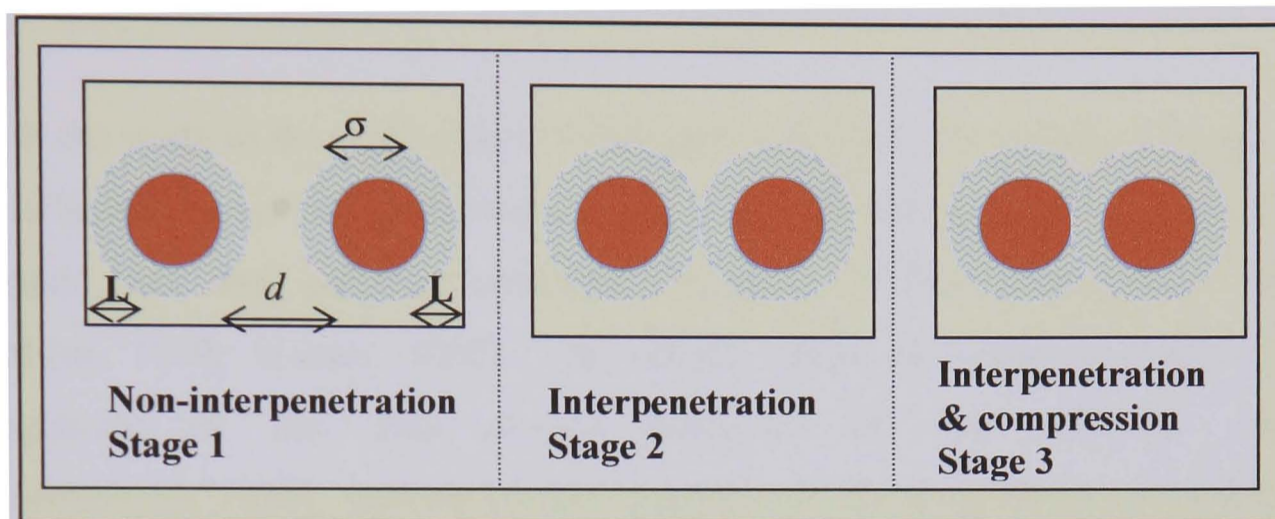 σ
L
d
L
Non-interpenetration
Stage 1
Interpenetration
Stage 2
Interpenetration
& compression
Stage 3